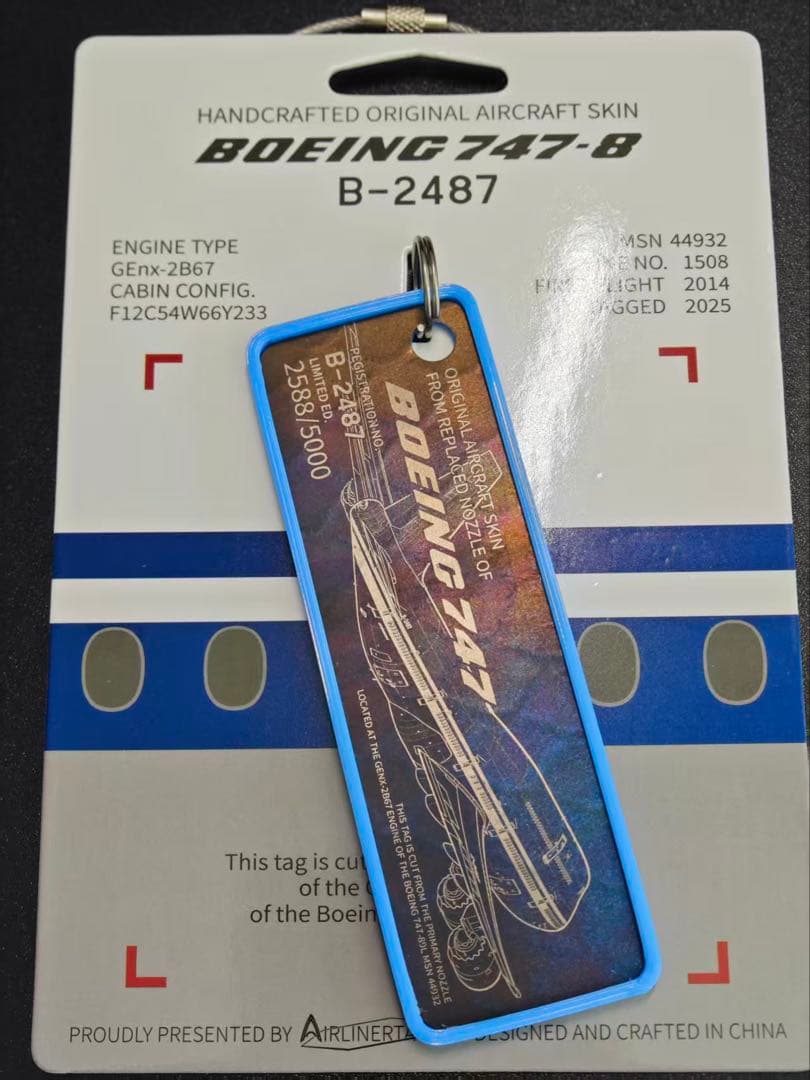 HANDCRAFTED ORIGINAL AIRCRAFT SKIN
BOEING 747-8
B-2487
ENGINE TYPE
GEnx-2B67
CABIN CONFIG.
F12C54W66Y233
MSN 44932
NO. 1508
2014
2025
ORIGINAL AIRCRAFT SKIN
FROM REPLACED NOZZLE OF
BOEING 747
REGISTRATION NO.
B-2487
LIMITED ED.
2588/5000
THIS TAG IS CUT FROM THE PRIMARY NOZZLE
LOCATED AT THE GENX-2B67 ENGINE OF THE BOEING 747-89L MSN 44932
This tag is cut
of the
of the Boein
PROUDLY PRESENTED BY AIRLINERTA DESIGNED AND CRAFTED IN CHINA